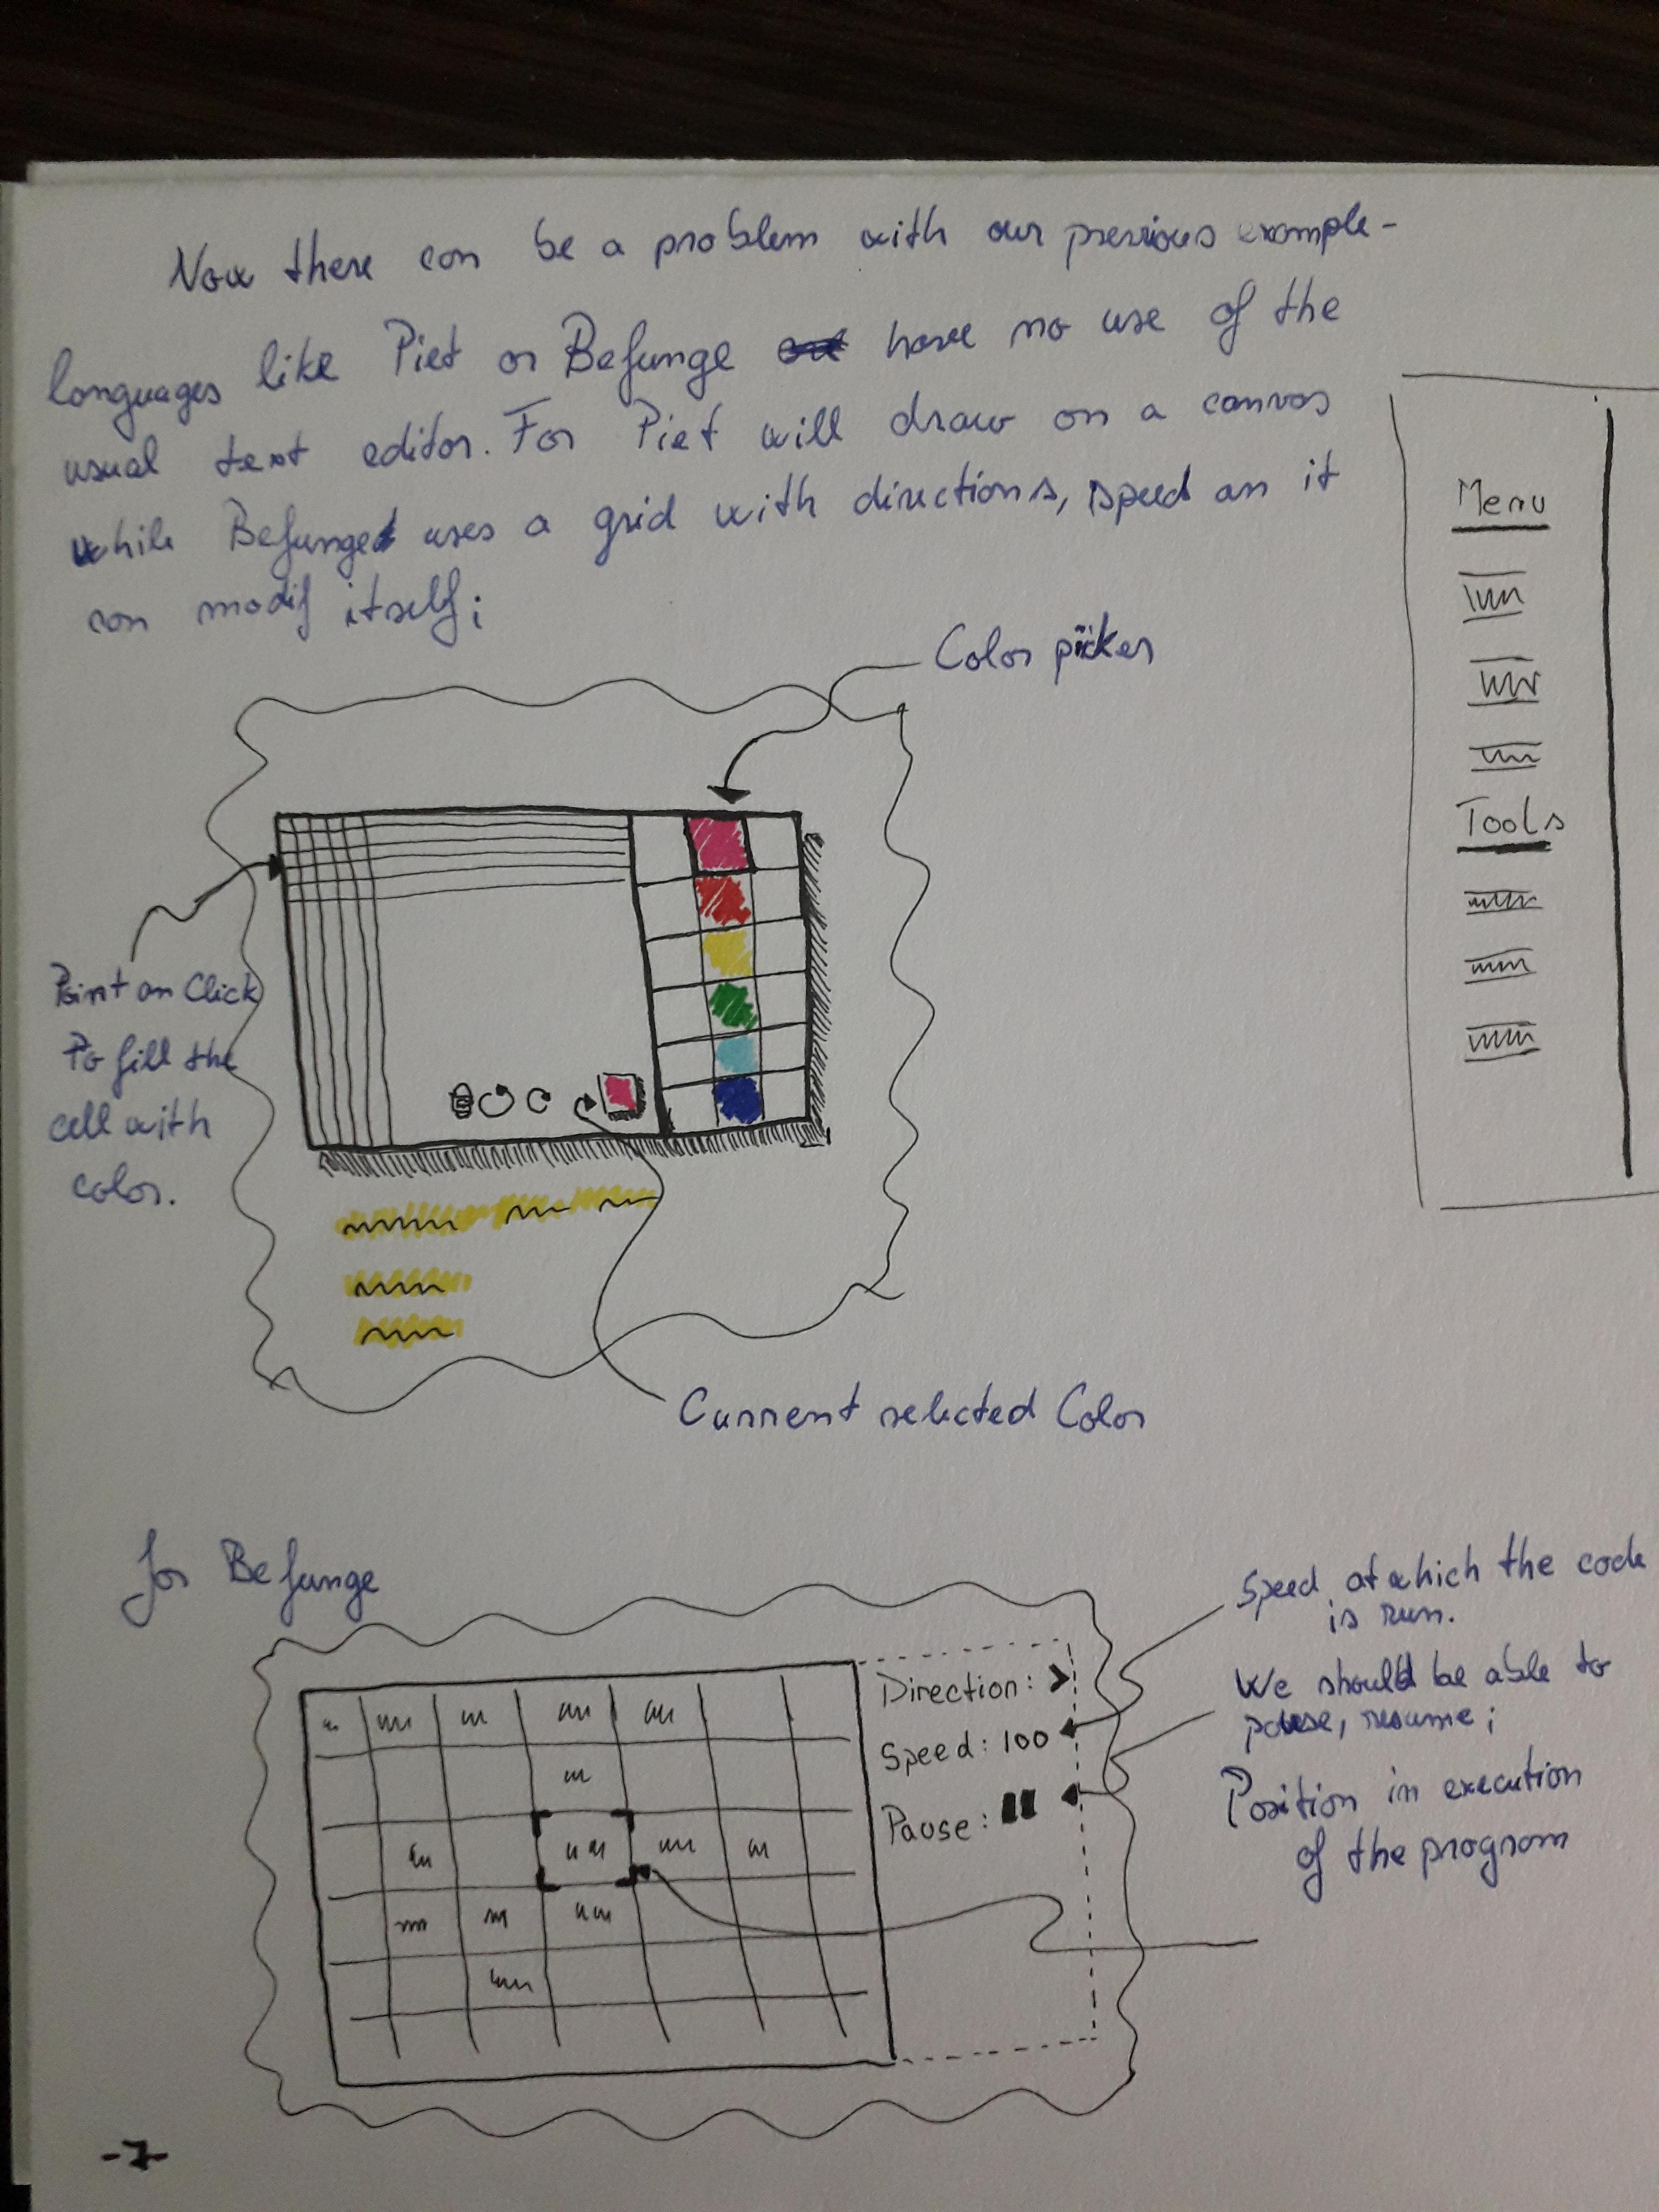 Now there can be a problem with our previous example-
languages like Piet or Befunge have no use of the
usual text editor. For Piet will draw on a canvas
while Befunge uses a grid with directions, speed an it
can modif itself;
Color picker
Point an Click
To fill the
cell with
color.
Current selected Color
Menu
Tools
for Befunge
Direction: >
Speed: 100
Pause:
Speed at which the code
is run.
We should be able to
pause, resume;
Position in execution
of the program
-7-